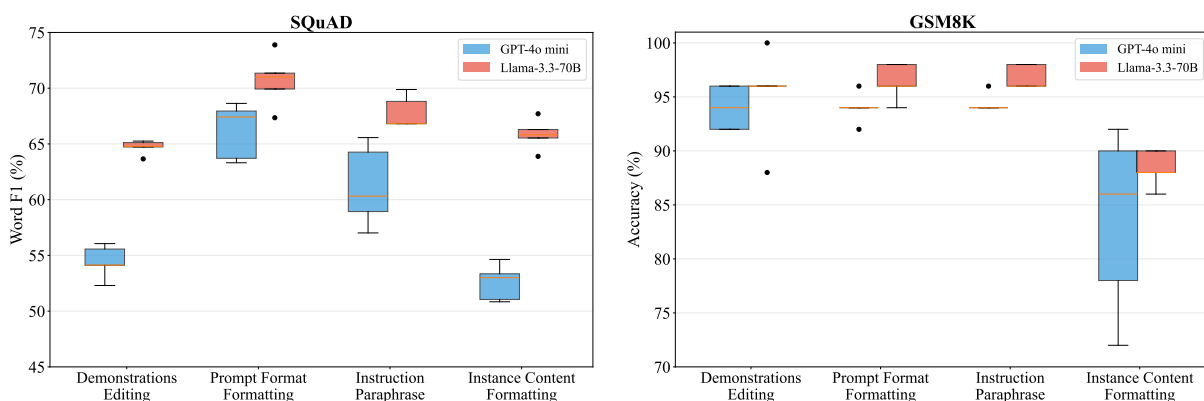 SQuAD
75
70
65
60
55
50
45
Word F1 (%)
GPT-4o mini
Llama-3.3-70B
Demonstrations
Editing
Prompt Format
Formatting
Instruction
Paraphrase
Instance Content
Formatting
GSM8K
100
95
90
85
80
75
70
Accuracy (%)
GPT-4o mini
Llama-3.3-70B
Demonstrations
Editing
Prompt Format
Formatting
Instruction
Paraphrase
Instance Content
Formatting